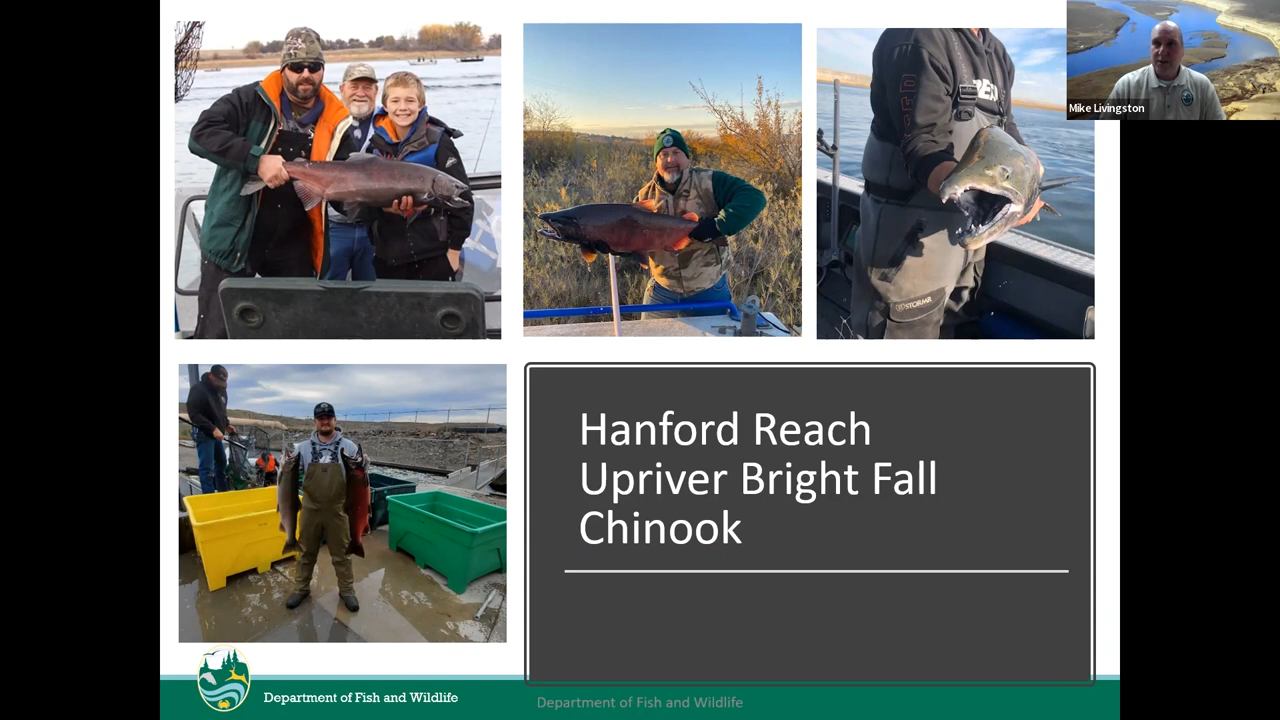 Mike Livingston
STORMR
Hanford Reach
Upriver Bright Fall
Chinook
Department of Fish and Wildlife
Department of Fish and Wildlife